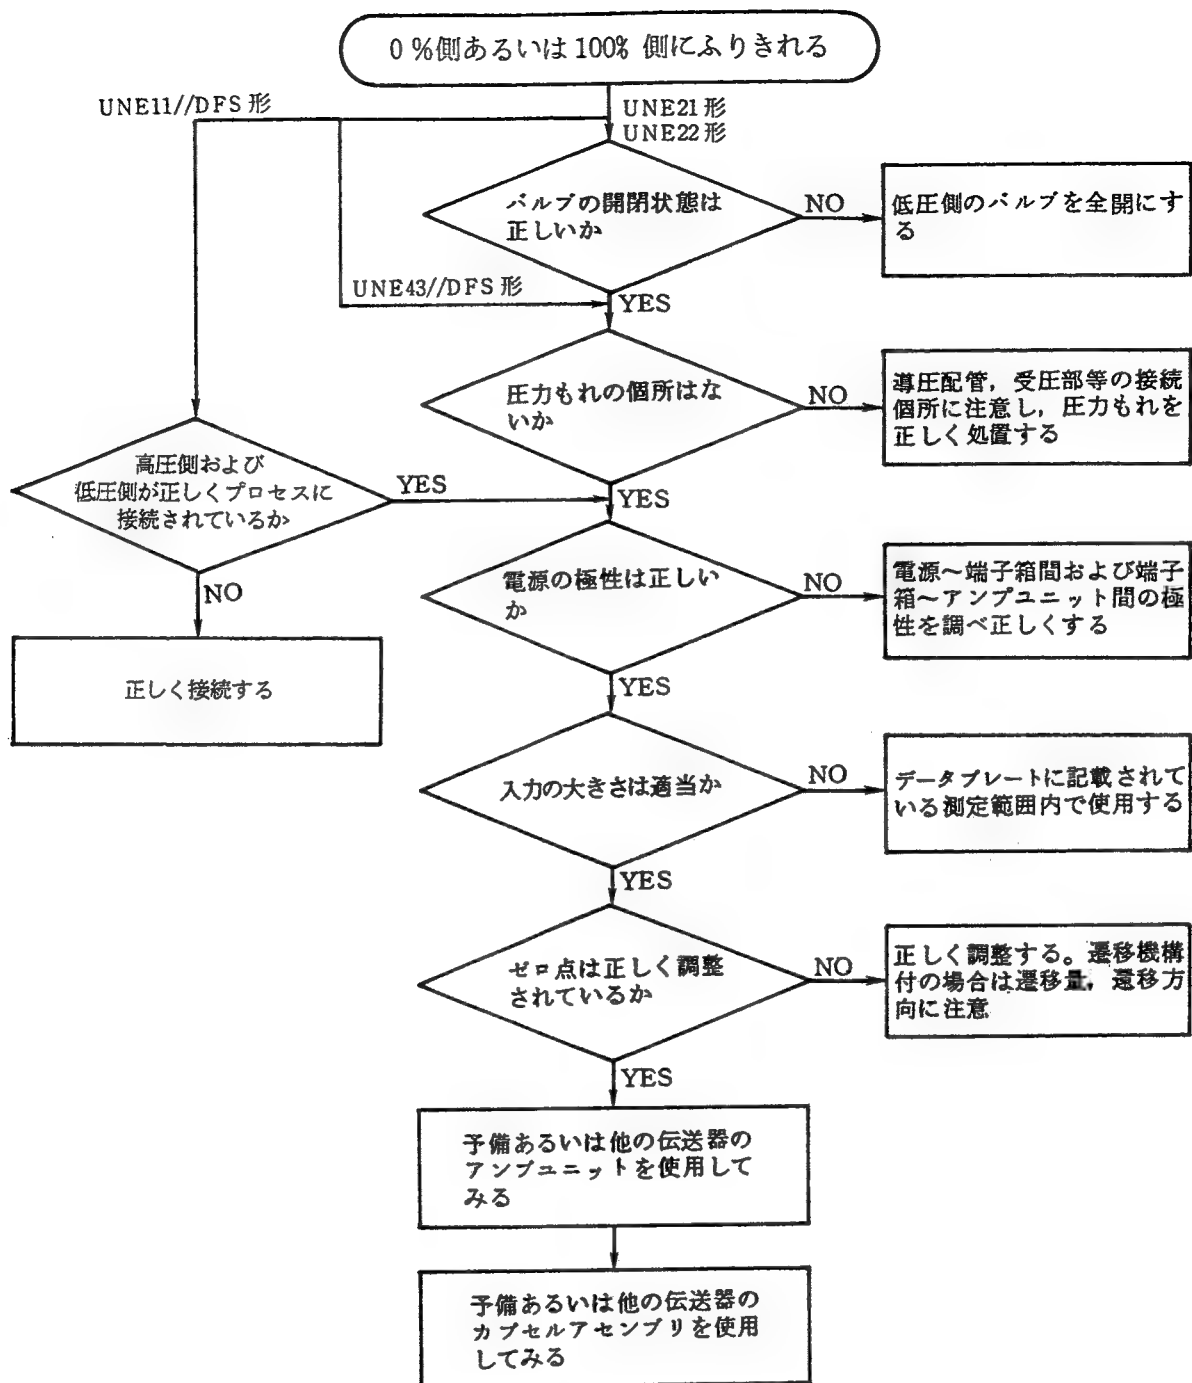 0%側あるいは100%側にふりきれる
UNE11//DFS形
UNE21形
UNE22形
バルブの開閉状態は
正しいか
NO
低圧側のバルブを全開にす
る
UNE43//DFS形
YES
圧力もれの個所はな
いか
NO
導圧配管，受圧部等の接続
個所に注意し，圧力もれを
正しく処置する
高圧側および
低圧側が正しくプロセスに
接続されているか
YES
YES
NO
電源の極性は正しい
か
NO
電源～端子箱間および端子
箱～アンプユニット間の極
性を調べ正しくする
正しく接続する
YES
入力の大きさは適当か
NO
データプレートに記載されて
いる測定範囲内で使用する
YES
ゼロ点は正しく調整
されているか
NO
正しく調整する。遷移機構
付の場合は遷移量，遷移方
向に注意
YES
予備あるいは他の伝送器の
アンプユニットを使用して
みる
予備あるいは他の伝送器の
カプセルアセンブリを使用
してみる